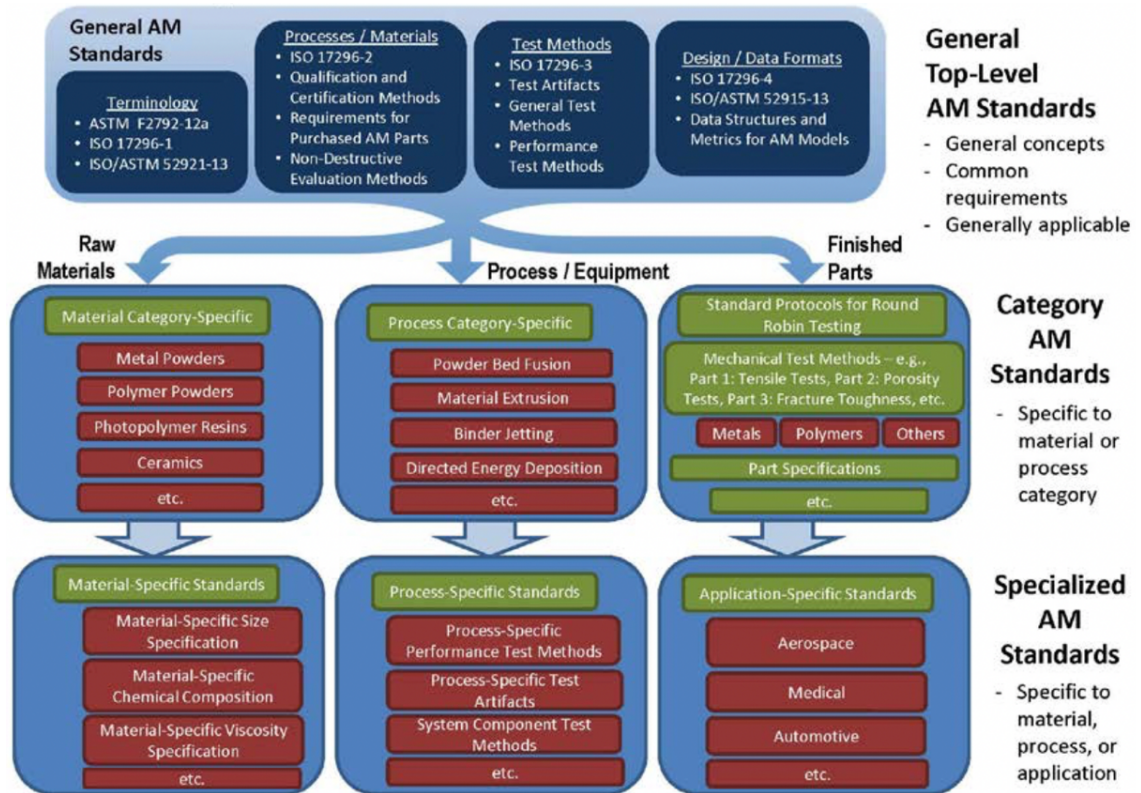 General AM
Standards
Terminology
• ASTM F2792-12a
• ISO 17296-1
• ISO/ASTM 52921-13
Processes / Materials
• ISO 17296-2
• Qualification and
Certification Methods
• Requirements for
Purchased AM Parts
• Non-Destructive
Evaluation Methods
Test Methods
• ISO 17296-3
• Test Artifacts
• General Test
Methods
• Performance
Test Methods
Design / Data Formats
• ISO 17296-4
• ISO/ASTM 52915-13
• Data Structures and
Metrics for AM Models
General
Top-Level
AM Standards
- General concepts
- Common
requirements
- Generally applicable
Raw
Materials
Process / Equipment
Finished
Parts
Material Category-Specific
Metal Powders
Polymer Powders
Photopolymer Resins
Ceramics
etc.
Process Category-Specific
Powder Bed Fusion
Material Extrusion
Binder Jetting
Directed Energy Deposition
etc.
Standard Protocols for Round
Robin Testing
Mechanical Test Methods – e.g.,
Part 1: Tensile Tests, Part 2: Porosity
Tests, Part 3: Fracture Toughness, etc.
Metals
Polymers
Others
Part Specifications
etc.
Category
AM
Standards
- Specific to
material or
process
category
Material-Specific Standards
Material-Specific Size
Specification
Material-Specific
Chemical Composition
Material-Specific Viscosity
Specification
etc.
Process-Specific Standards
Process-Specific
Performance Test Methods
Process-Specific Test
Artifacts
System Component Test
Methods
etc.
Application-Specific Standards
Aerospace
Medical
Automotive
etc.
Specialized
AM
Standards
- Specific to
material,
process, or
application